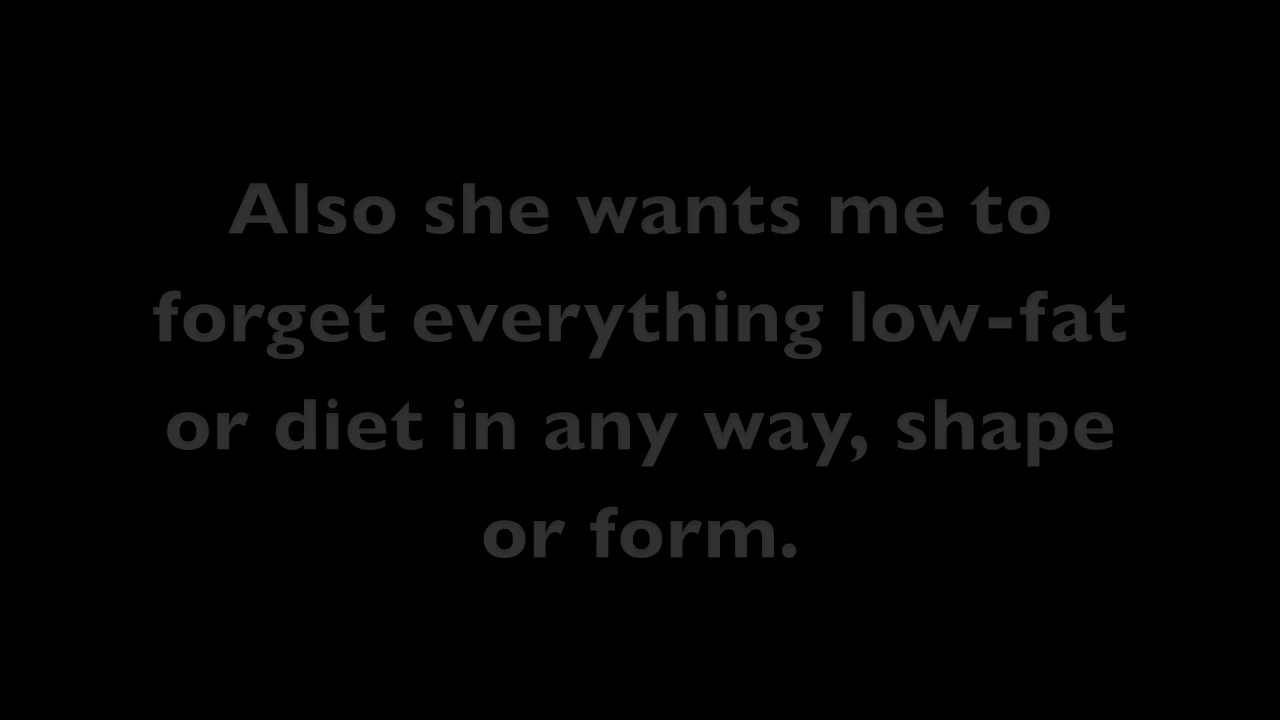 Also she wants me to
forget everything low-fat
or diet in any way, shape
or form.